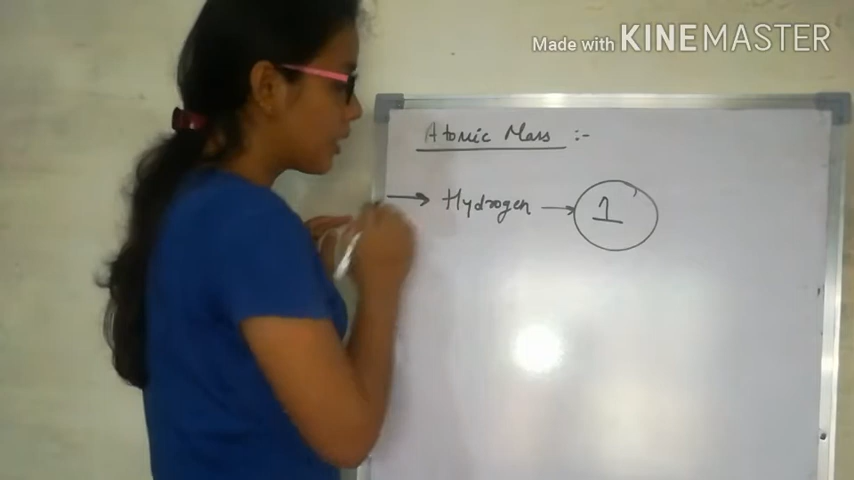 Made with KINEMASTER
Atomic Mass :-
→ Hydrogen → 1